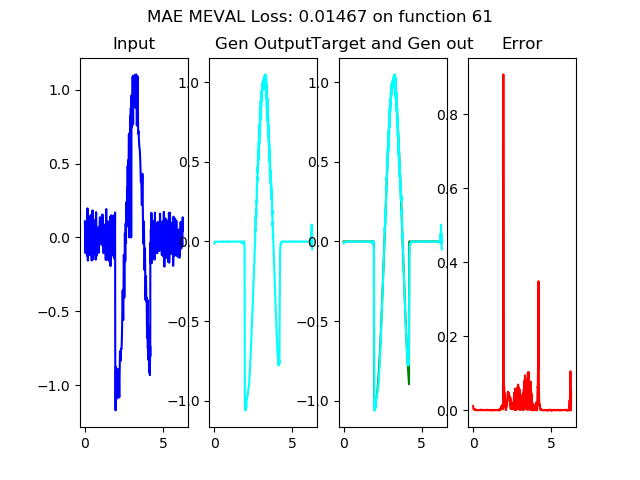 MAE MEVAL Loss: 0.01467 on function 61
Input Gen Output Target and Gen out Error
1.0 1.0 1.0 0.8
0.5 0.5 0.5 0.6
0.0 0.0 0.0 0.4
−0.5 −0.5 −0.5 0.2
−1.0 −1.0 −1.0 0.0
0 5 0 5 0 5 0 5